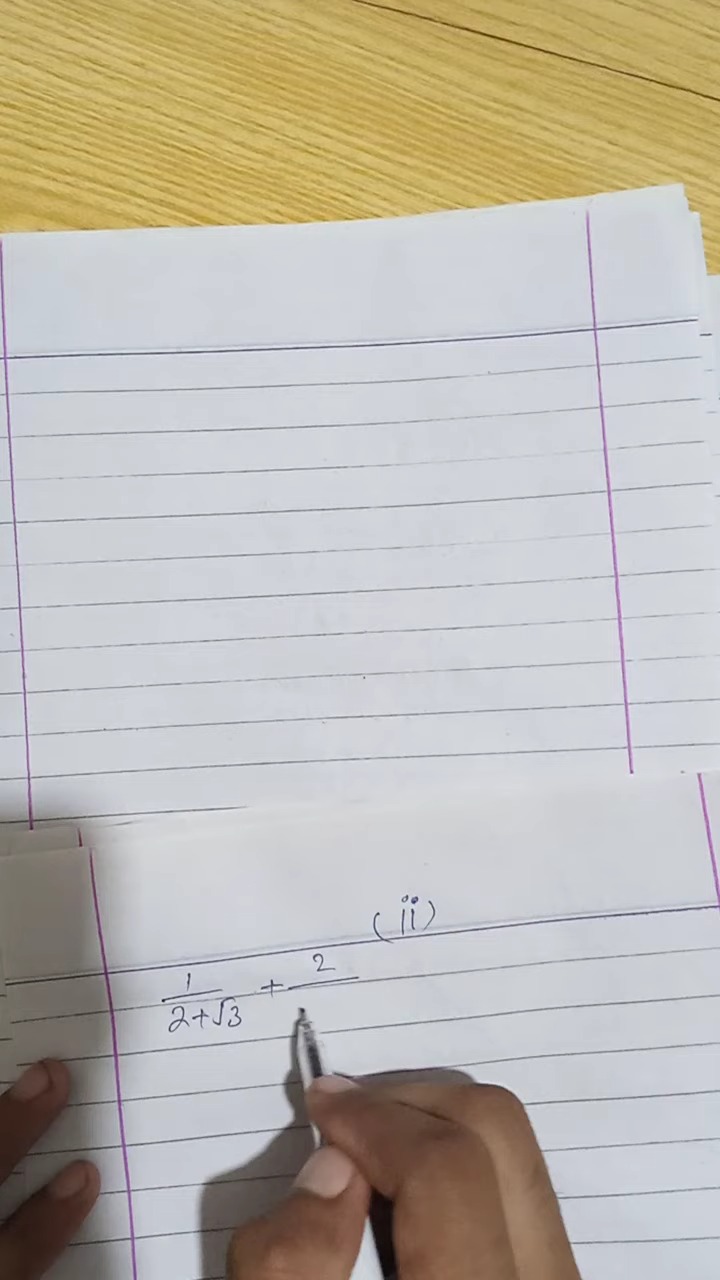 (ii)
1/2+√3 + 2/